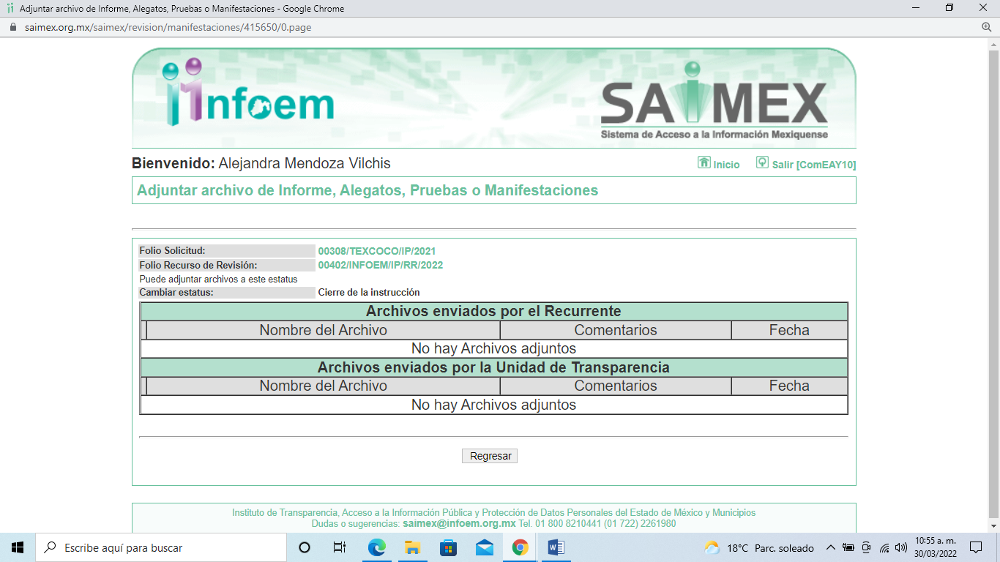 Adjuntar archivo de Informe, Alegatos, Pruebas o Manifestaciones - Google Chrome
saimex.org.mx/saimex/revision/manifestaciones/415650/0.page
infoem
SAIMEX
Sistema de Acceso a la Información Mexiquense
Bienvenido: Alejandra Mendoza Vilchis
Inicio Salir [ComEAY10]
Adjuntar archivo de Informe, Alegatos, Pruebas o Manifestaciones
Folio Solicitud: 00308/TEXCOCO/IP/2021
Folio Recurso de Revisión: 00402/INFOEM/IP/RR/2022
Puede adjuntar archivos a este estatus
Cambiar estatus: Cierre de la instrucción
Archivos enviados por el Recurrente
Nombre del Archivo Comentarios Fecha
No hay Archivos adjuntos
Archivos enviados por la Unidad de Transparencia
Nombre del Archivo Comentarios Fecha
No hay Archivos adjuntos
Regresar
Instituto de Transparencia, Acceso a la Información Pública y Protección de Datos Personales del Estado de México y Municipios
Dudas o sugerencias: saimex@infoem.org.mx Tel. 01 800 8210441 (01 722) 2261980
Escribe aquí para buscar
18°C Parc. soleado
10:55 a. m.
30/03/2022